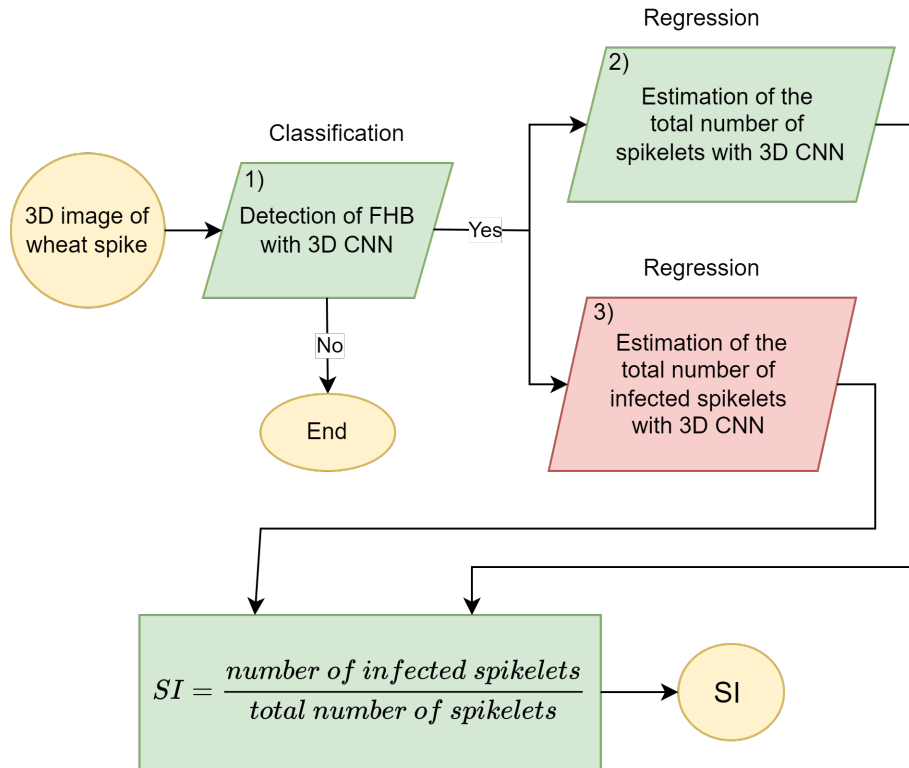 Regression
2)
Estimation of the
total number of
spikelets with 3D CNN
Classification
1)
Detection of FHB
with 3D CNN
3D image of
wheat spike
Yes
No
End
Regression
3)
Estimation of the
total number of
infected spikelets
with 3D CNN
SI = number of infected spikelets
total number of spikelets
SI